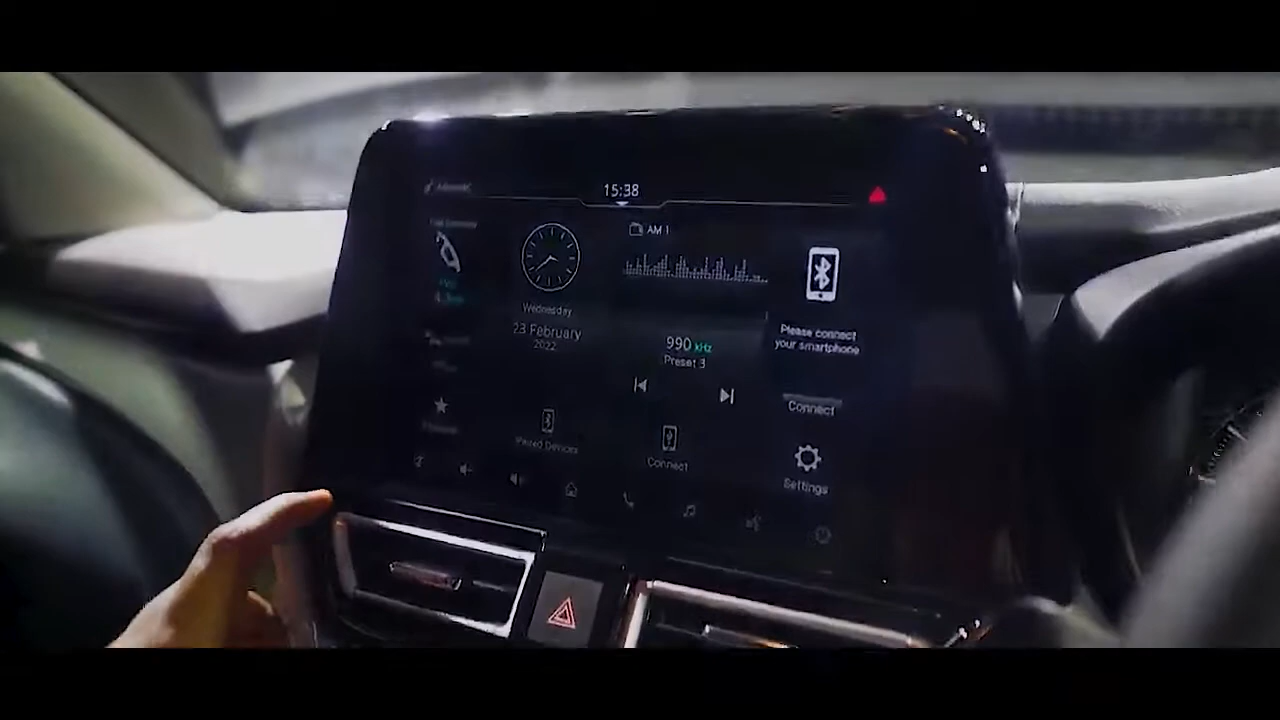 15:38
AM 1
Wednesday
23 February
2022
990 kHz
Preset 3
Please connect
your smartphone
Connect
Paired Devices
Connect
Settings